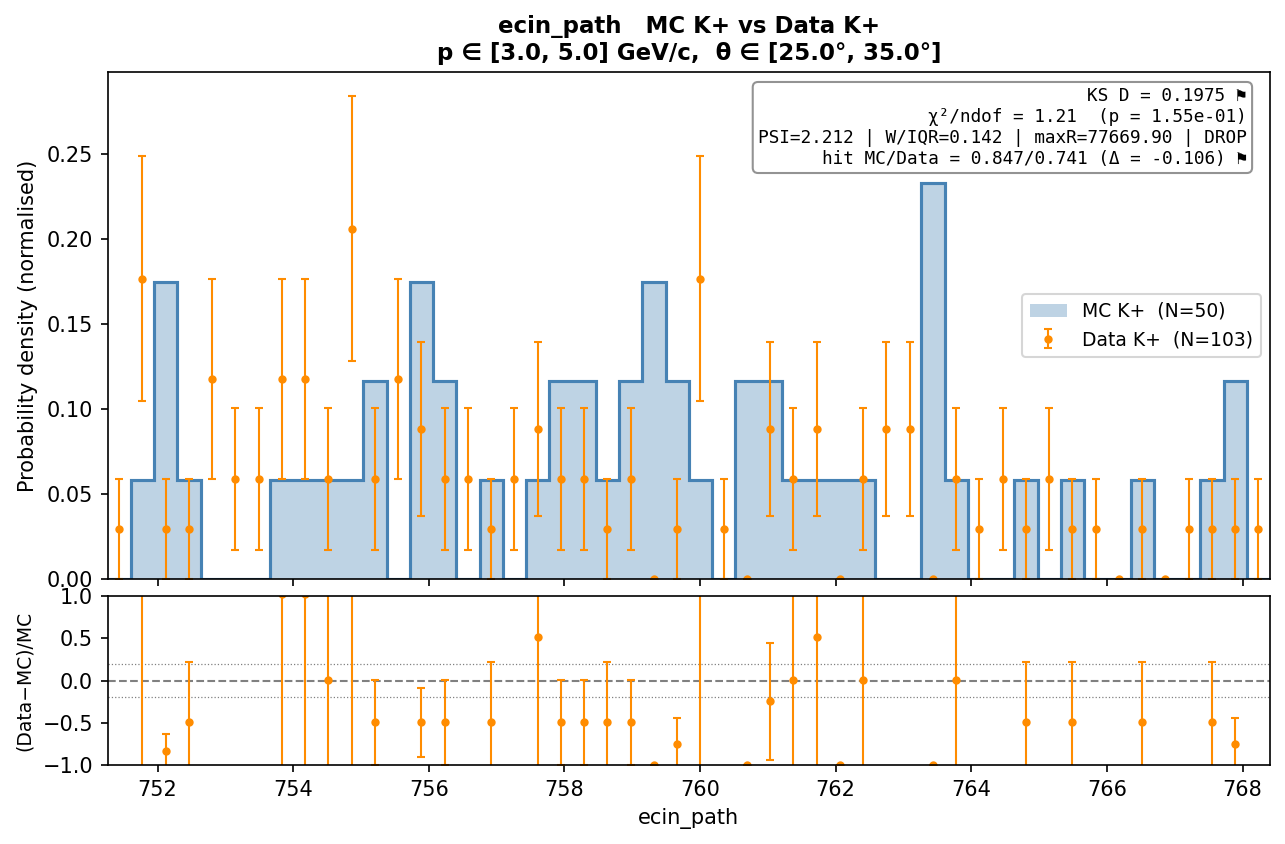 ecin_path   MC K+ vs Data K+
p ∈ [3.0, 5.0] GeV/c,  θ ∈ [25.0°, 35.0°]
KS D = 0.1975 ⚑
χ²/ndof = 1.21  (p = 1.55e-01)
PSI=2.212 | W/IQR=0.142 | maxR=77669.90 | DROP
hit MC/Data = 0.847/0.741 (Δ = -0.106) ⚑
Probability density (normalised)
0.25
0.20
0.15
0.10
0.05
0.00
MC K+  (N=50)
Data K+  (N=103)
(Data−MC)/MC
1.0
0.5
0.0
−0.5
−1.0
752 754 756 758 760 762 764 766 768
ecin_path